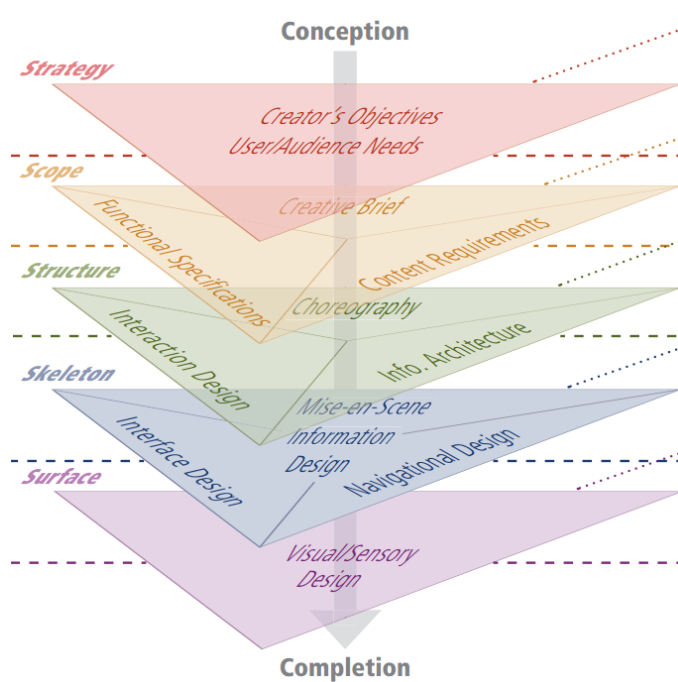 Conception
Strategy
Creator's Objectives
User/Audience Needs
Scope
Creative Brief
Functional Specifications
Content Requirements
Structure
Choreography
Interaction Design
Info. Architecture
Skeleton
Mise-en-Scene
Information
Design
Interface Design
Navigational Design
Surface
Visual/Sensory
Design
Completion